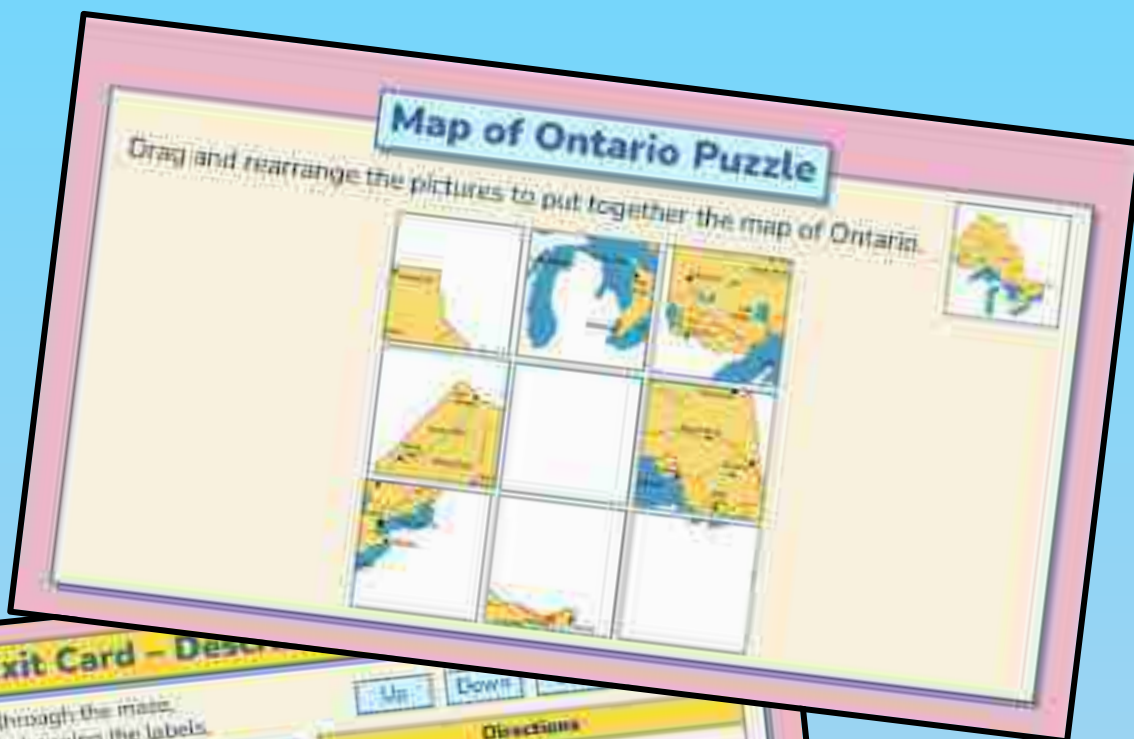 Map of Ontario Puzzle
Drag and rearrange the pictures to put together the map of Ontario.
xit Card – Descr
Up Down
through the maze
the labels.
Directions